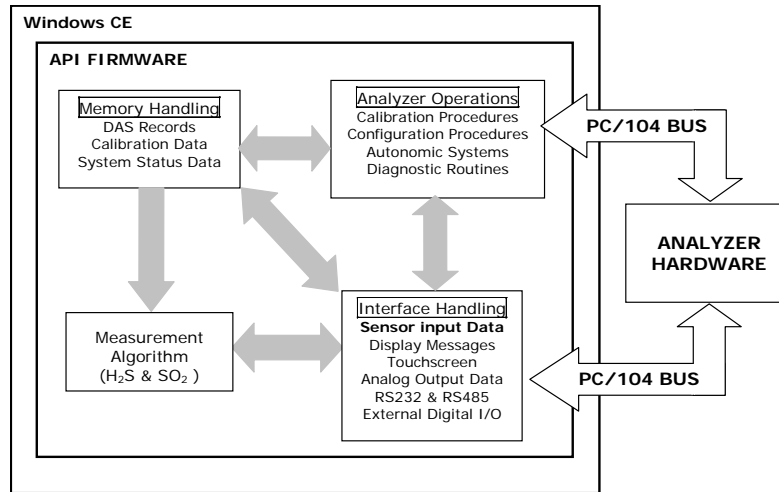 Windows CE
API FIRMWARE
Memory Handling
DAS Records
Calibration Data
System Status Data
Analyzer Operations
Calibration Procedures
Configuration Procedures
Autonomic Systems
Diagnostic Routines
PC/104 BUS
ANALYZER
HARDWARE
Measurement
Algorithm
(H₂S & SO₂ )
Interface Handling
Sensor input Data
Display Messages
Touchscreen
Analog Output Data
RS232 & RS485
External Digital I/O
PC/104 BUS